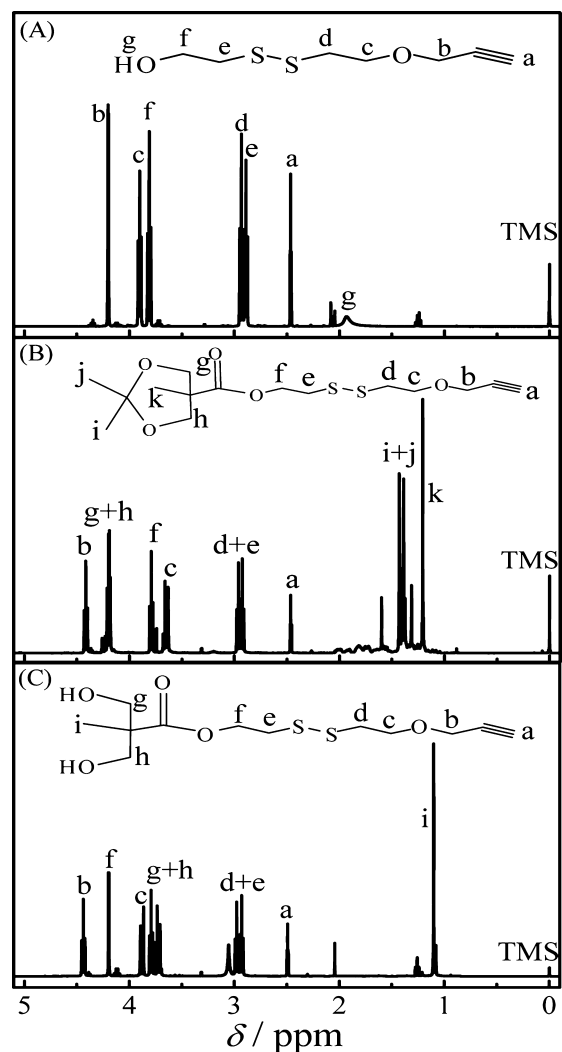 (A)
g f e S S d c O b a
HO
b
c
f
d
e
a
g
TMS
(B)
j O g O
k f e S S d c O b a
i O h O
i+j
k
g+h
b
f
c
d+e
a
TMS
(C)
HO g O
i O f e S S d c O b a
HO h
i
f
g+h
b
c
d+e
a
TMS
5 4 3 2 1 0
δ / ppm